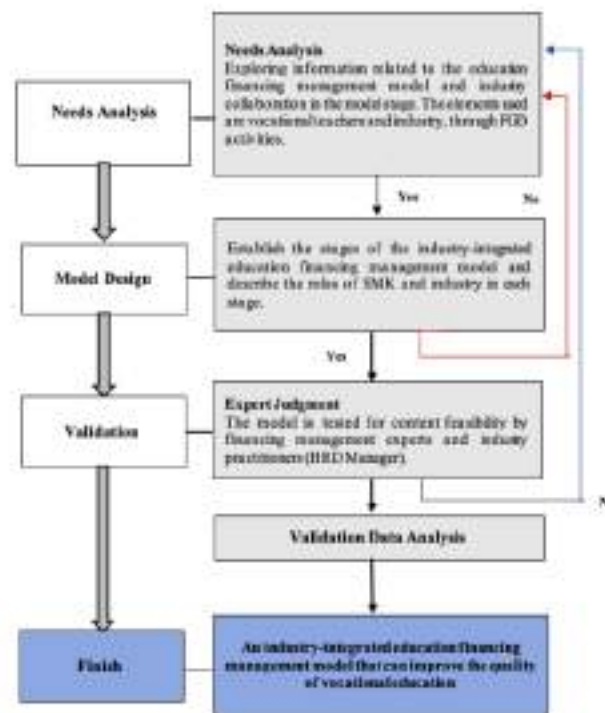 Needs Analysis
Needs Analysis
Exploring information related to the education
financing management model and industry
collaboration in the model stage. The elements used
are vocational teachers and industry, through FGD
activities.
Yes
No
Model Design
Establish the stages of the industry-integrated
education financing management model and
describe the roles of SMK and industry in each
stage.
Yes
Validation
Expert Judgment
The model is tested for content feasibility by
financing management experts and industry
practitioners (HRD Manager).
N
Validation Data Analysis
Finish
An industry-integrated education financing
management model that can improve the quality
of vocational education